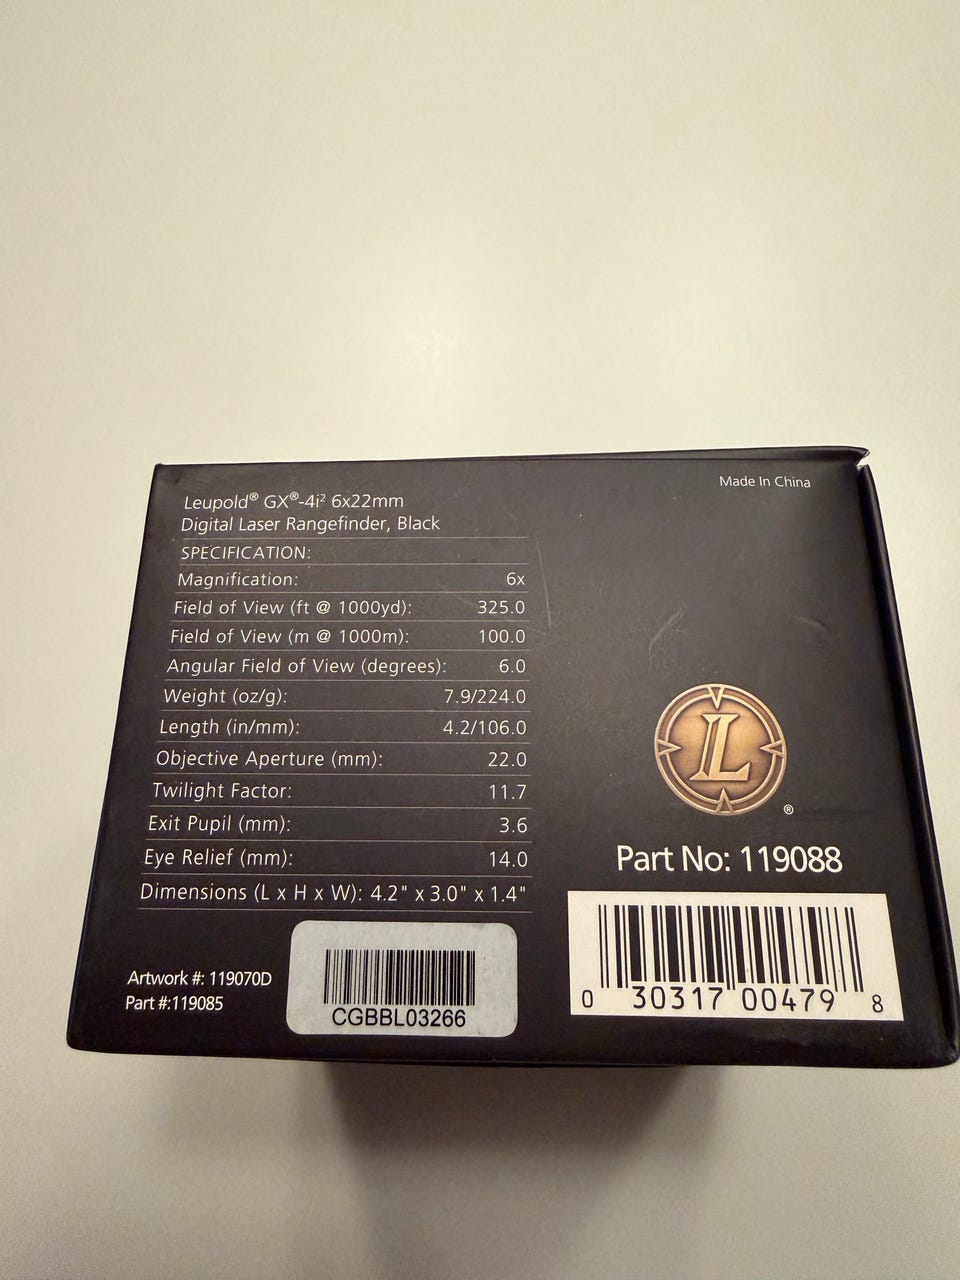 Made In China
Leupold® GX®-4i² 6x22mm
Digital Laser Rangefinder, Black
SPECIFICATION:
Magnification: 6x
Field of View (ft @ 1000yd): 325.0
Field of View (m @ 1000m): 100.0
Angular Field of View (degrees): 6.0
Weight (oz/g): 7.9/224.0
Length (in/mm): 4.2/106.0
Objective Aperture (mm): 22.0
Twilight Factor: 11.7
Exit Pupil (mm): 3.6
Eye Relief (mm): 14.0
Dimensions (L x H x W): 4.2" x 3.0" x 1.4"
L
®
Part No: 119088
Artwork #: 119070D
Part #:119085
CGBBL03266
0 30317 00479 8